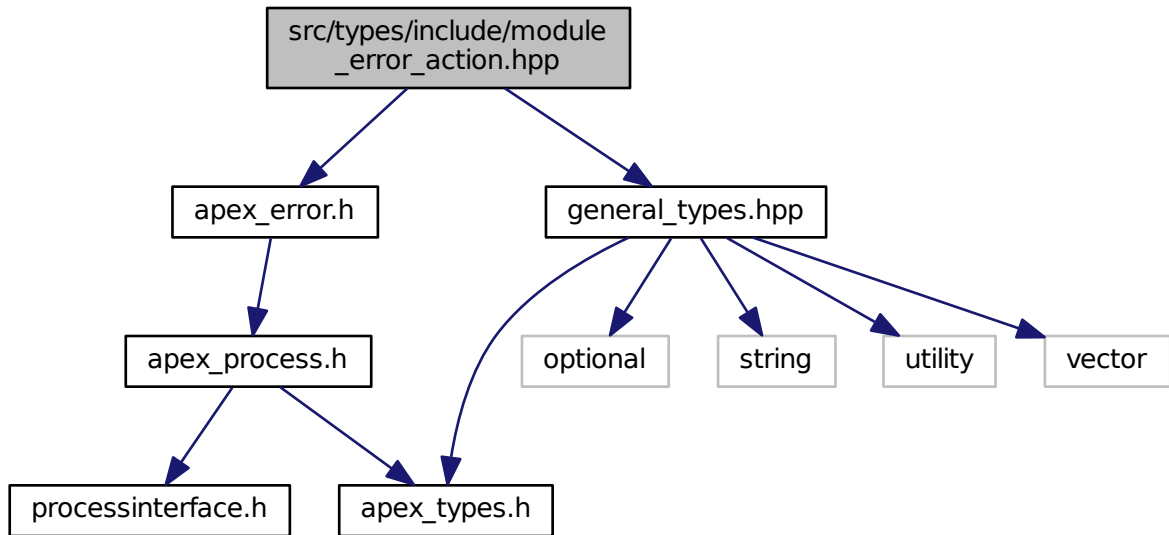 src/types/include/module
_error_action.hpp
apex_error.h
general_types.hpp
apex_process.h
optional
string
utility
vector
processinterface.h
apex_types.h